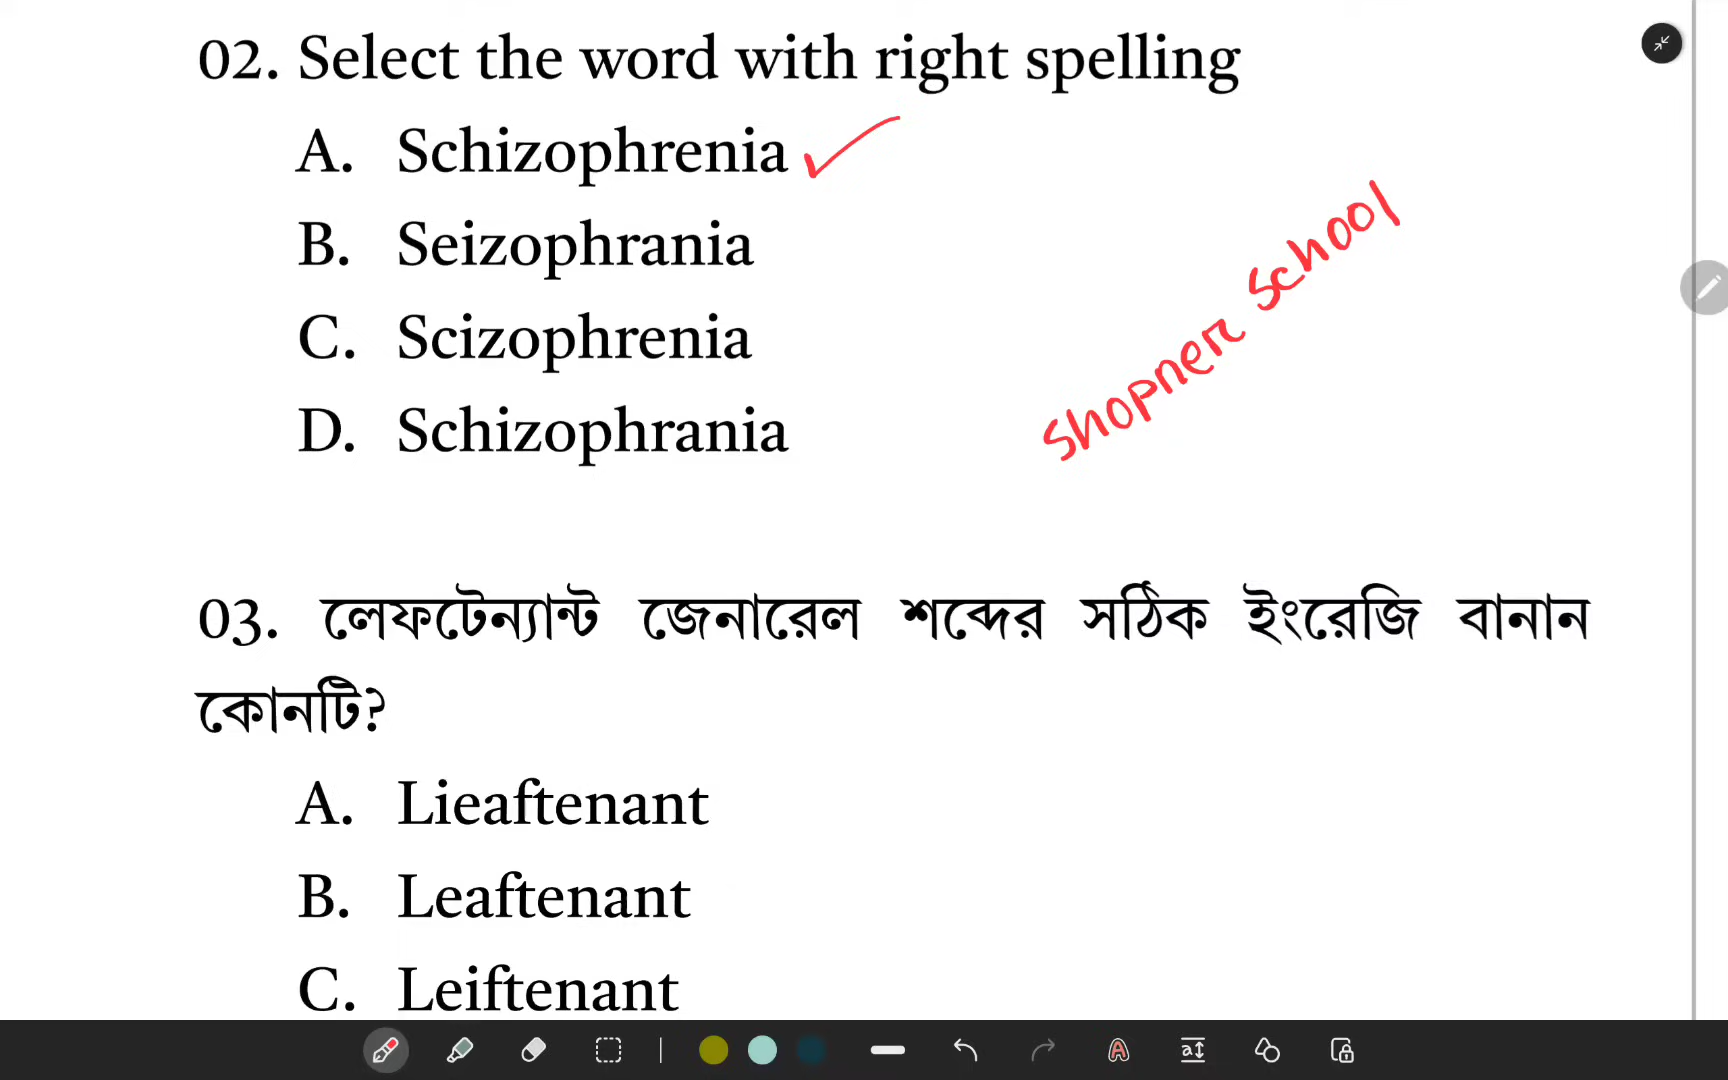 02. Select the word with right spelling
A. Schizophrenia
B. Seizophrania
C. Scizophrenia
D. Schizophrania
Shopner School
03. লেফটেন্যান্ট জেনারেল শব্দের সঠিক ইংরেজি বানান
কোনটি?
A. Lieaftenant
B. Leaftenant
C. Leiftenant